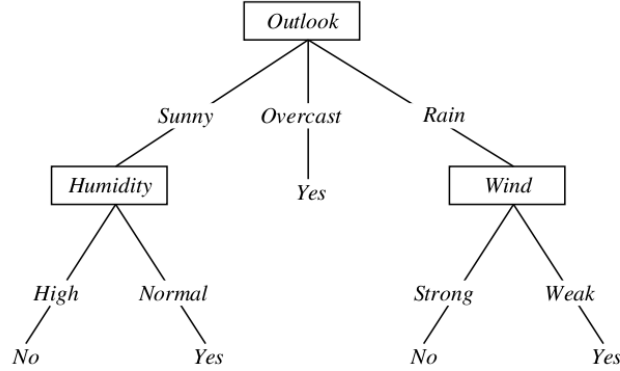 Outlook
Sunny Overcast Rain
Humidity Yes Wind
High Normal Strong Weak
No Yes No Yes